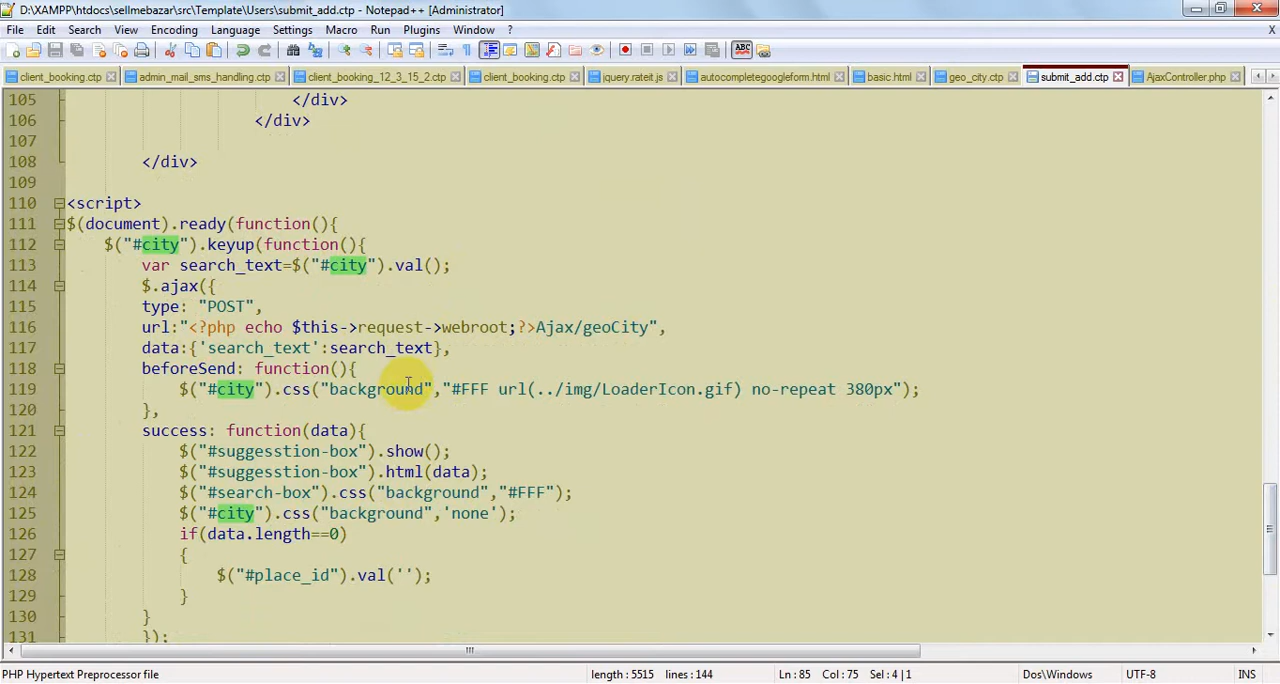 D:\XAMPP\htdocs\sellmebazar\src\Template\Users\submit_add.ctp - Notepad++ [Administrator]
File Edit Search View Encoding Language Settings Macro Run Plugins Window ? X
client_booking.ctp admin_mail_sms_handling.ctp client_booking_12_3_15_2.ctp client_booking.ctp jquery.rateit.js autocompletegoogleform.html basic.html geo_city.ctp submit_add.ctp AjaxController.php
105 </div>
106 </div>
107
108 </div>
109
110 <script>
111 $(document).ready(function(){
112 $("#city").keyup(function(){
113 var search_text=$("#city").val();
114 $.ajax({
115 type: "POST",
116 url:"<?php echo $this->request->webroot;?>Ajax/geoCity",
117 data:{'search_text':search_text},
118 beforeSend: function(){
119 $("#city").css("background","#FFF url(../img/LoaderIcon.gif) no-repeat 380px");
120 },
121 success: function(data){
122 $("#suggesstion-box").show();
123 $("#suggesstion-box").html(data);
124 $("#search-box").css("background","#FFF");
125 $("#city").css("background",'none');
126 if(data.length==0)
127 {
128 $("#place_id").val('');
129 }
130 }
131 });
PHP Hypertext Preprocessor file length : 5515 lines : 144 Ln : 85 Col : 75 Sel : 4 | 1 Dos\Windows UTF-8 INS